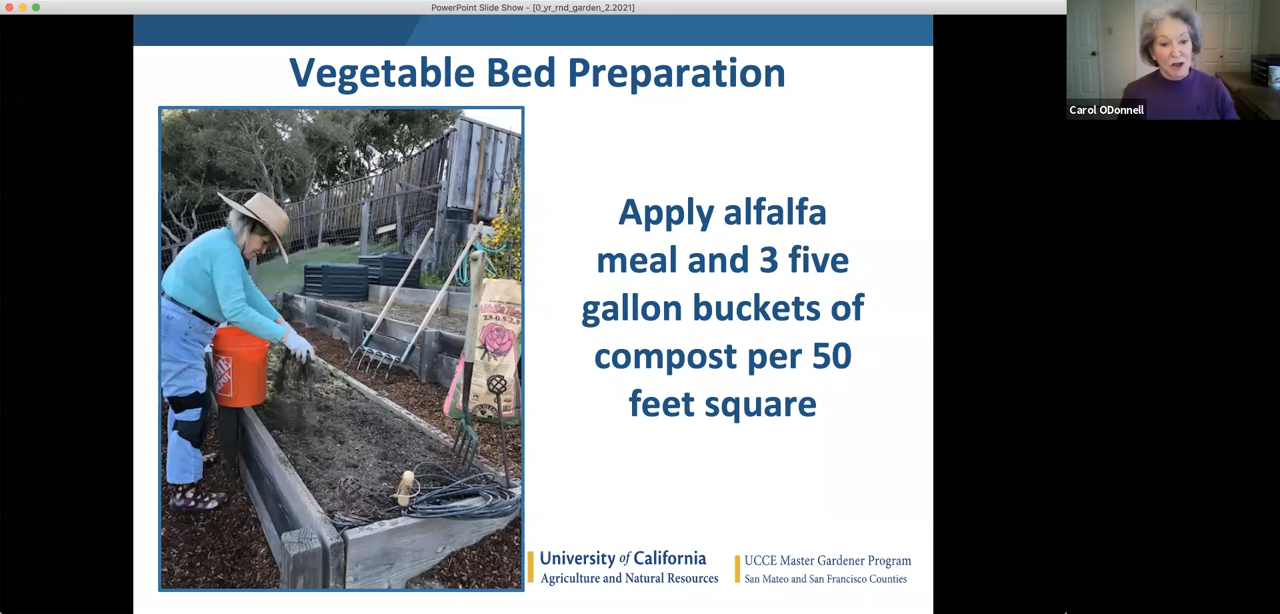 PowerPoint Slide Show - [0_yr_rnd_garden_2.2021]
Vegetable Bed Preparation
Apply alfalfa
meal and 3 five
gallon buckets of
compost per 50
feet square
University of California
Agriculture and Natural Resources
UCCE Master Gardener Program
San Mateo and San Francisco Counties
Carol ODonnell